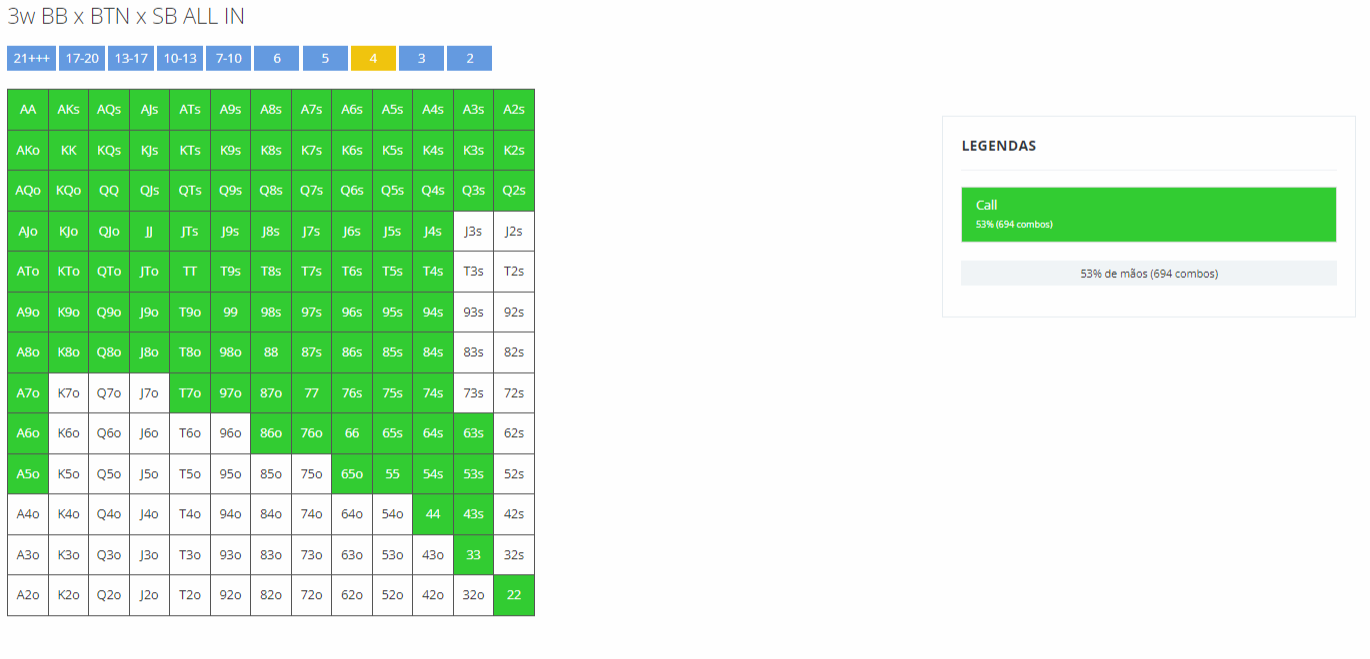 3w BB x BTN x SB ALL IN
21+++ 17-20 13-17 10-13 7-10 6 5 4 3 2
AA AKs AQs AJs ATs A9s A8s A7s A6s A5s A4s A3s A2s
AKo KK KQs KJs KTs K9s K8s K7s K6s K5s K4s K3s K2s
AQo KQo QQ QJs QTs Q9s Q8s Q7s Q6s Q5s Q4s Q3s Q2s
AJo KJo QJo JJ JTs J9s J8s J7s J6s J5s J4s J3s J2s
ATo KTo QTo JTo TT T9s T8s T7s T6s T5s T4s T3s T2s
A9o K9o Q9o J9o T9o 99 98s 97s 96s 95s 94s 93s 92s
A8o K8o Q8o J8o T8o 98o 88 87s 86s 85s 84s 83s 82s
A7o K7o Q7o J7o T7o 97o 87o 77 76s 75s 74s 73s 72s
A6o K6o Q6o J6o T6o 96o 86o 76o 66 65s 64s 63s 62s
A5o K5o Q5o J5o T5o 95o 85o 75o 65o 55 54s 53s 52s
A4o K4o Q4o J4o T4o 94o 84o 74o 64o 54o 44 43s 42s
A3o K3o Q3o J3o T3o 93o 83o 73o 63o 53o 43o 33 32s
A2o K2o Q2o J2o T2o 92o 82o 72o 62o 52o 42o 32o 22
LEGENDAS
Call
53% (694 combos)
53% de mãos (694 combos)